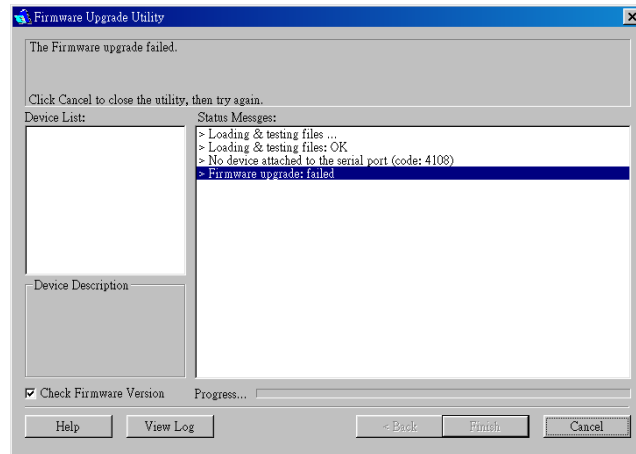 Firmware Upgrade Utility
The Firmware upgrade failed.
Click Cancel to close the utility, then try again.
Device List:
Status Messges:
> Loading & testing files ...
> Loading & testing files: OK
> No device attached to the serial port (code: 4108)
> Firmware upgrade: failed
Device Description
Check Firmware Version
Progress...
Help
View Log
< Back
Finish
Cancel